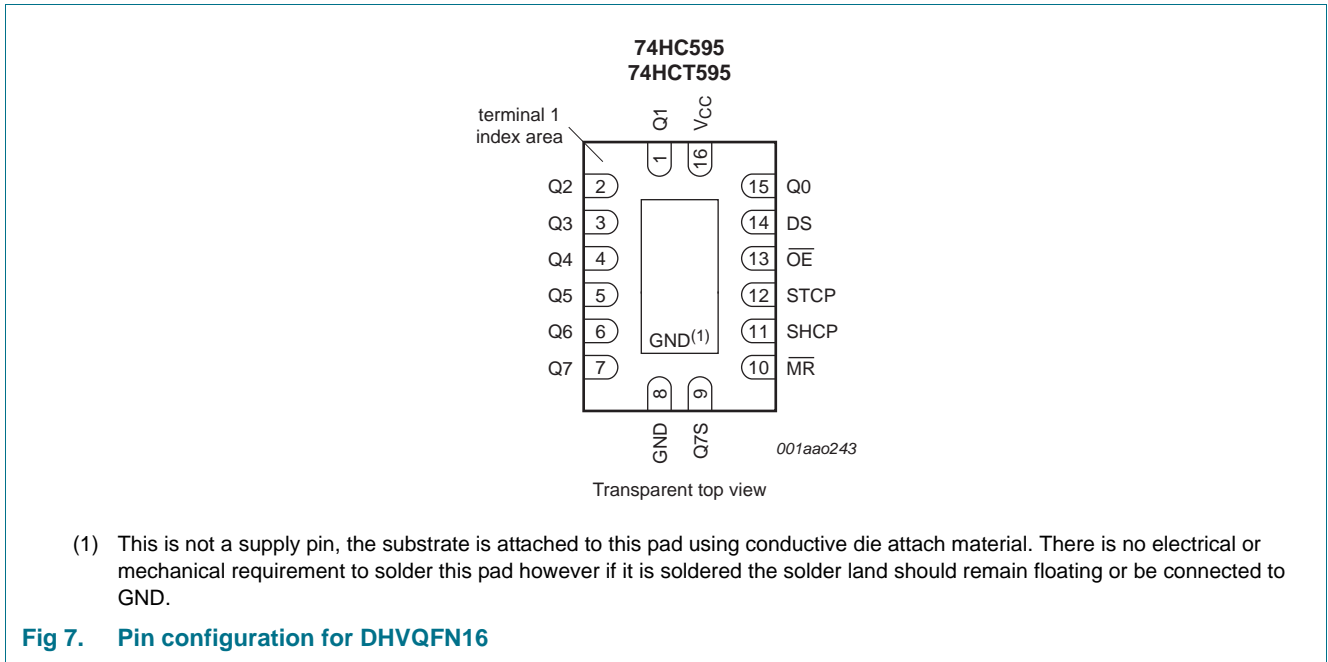 74HC595
74HCT595
terminal 1
index area
Q1
VCC
1
16
Q2 2 15 Q0
Q3 3 14 DS
Q4 4 13 OE
Q5 5 12 STCP
Q6 6 GND(1) 11 SHCP
Q7 7 10 MR
8 9
GND Q7S
001aao243
Transparent top view
(1) This is not a supply pin, the substrate is attached to this pad using conductive die attach material. There is no electrical or
mechanical requirement to solder this pad however if it is soldered the solder land should remain floating or be connected to
GND.
Fig 7. Pin configuration for DHVQFN16